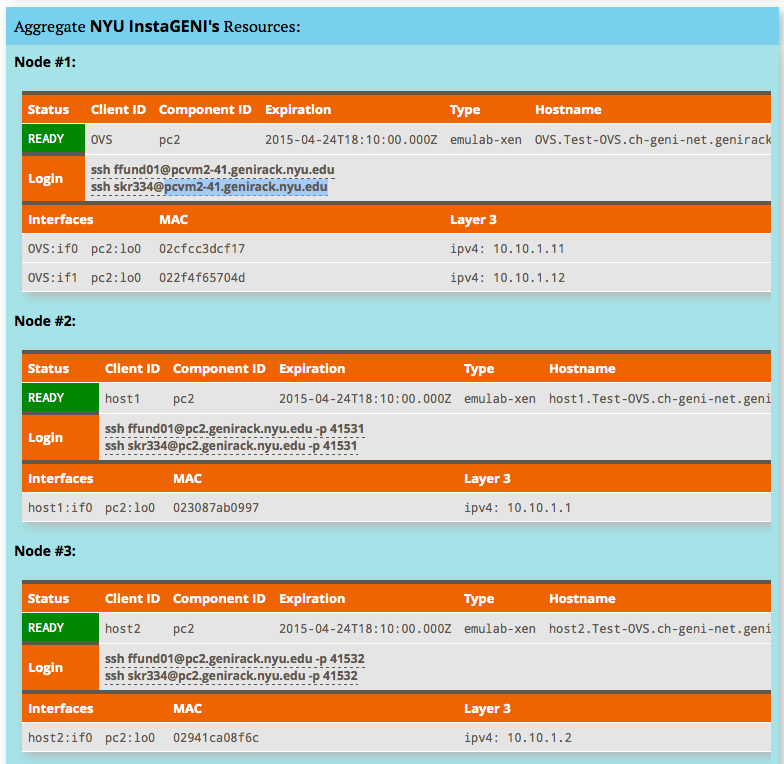 Aggregate NYU InstaGENI's Resources:
Node #1:
Status Client ID Component ID Expiration Type Hostname
READY OVS pc2 2015-04-24T18:10:00.000Z emulab-xen OVS.Test-OVS.ch-geni-net.genirack
Login ssh ffund01@pcvm2-41.genirack.nyu.edu
ssh skr334@pcvm2-41.genirack.nyu.edu
Interfaces MAC Layer 3
OVS:if0 pc2:lo0 02cfcc3dcf17 ipv4: 10.10.1.11
OVS:if1 pc2:lo0 022f4f65704d ipv4: 10.10.1.12
Node #2:
Status Client ID Component ID Expiration Type Hostname
READY host1 pc2 2015-04-24T18:10:00.000Z emulab-xen host1.Test-OVS.ch-geni-net.geni
Login ssh ffund01@pc2.genirack.nyu.edu -p 41531
ssh skr334@pc2.genirack.nyu.edu -p 41531
Interfaces MAC Layer 3
host1:if0 pc2:lo0 023087ab0997 ipv4: 10.10.1.1
Node #3:
Status Client ID Component ID Expiration Type Hostname
READY host2 pc2 2015-04-24T18:10:00.000Z emulab-xen host2.Test-OVS.ch-geni-net.geni
Login ssh ffund01@pc2.genirack.nyu.edu -p 41532
ssh skr334@pc2.genirack.nyu.edu -p 41532
Interfaces MAC Layer 3
host2:if0 pc2:lo0 02941ca08f6c ipv4: 10.10.1.2